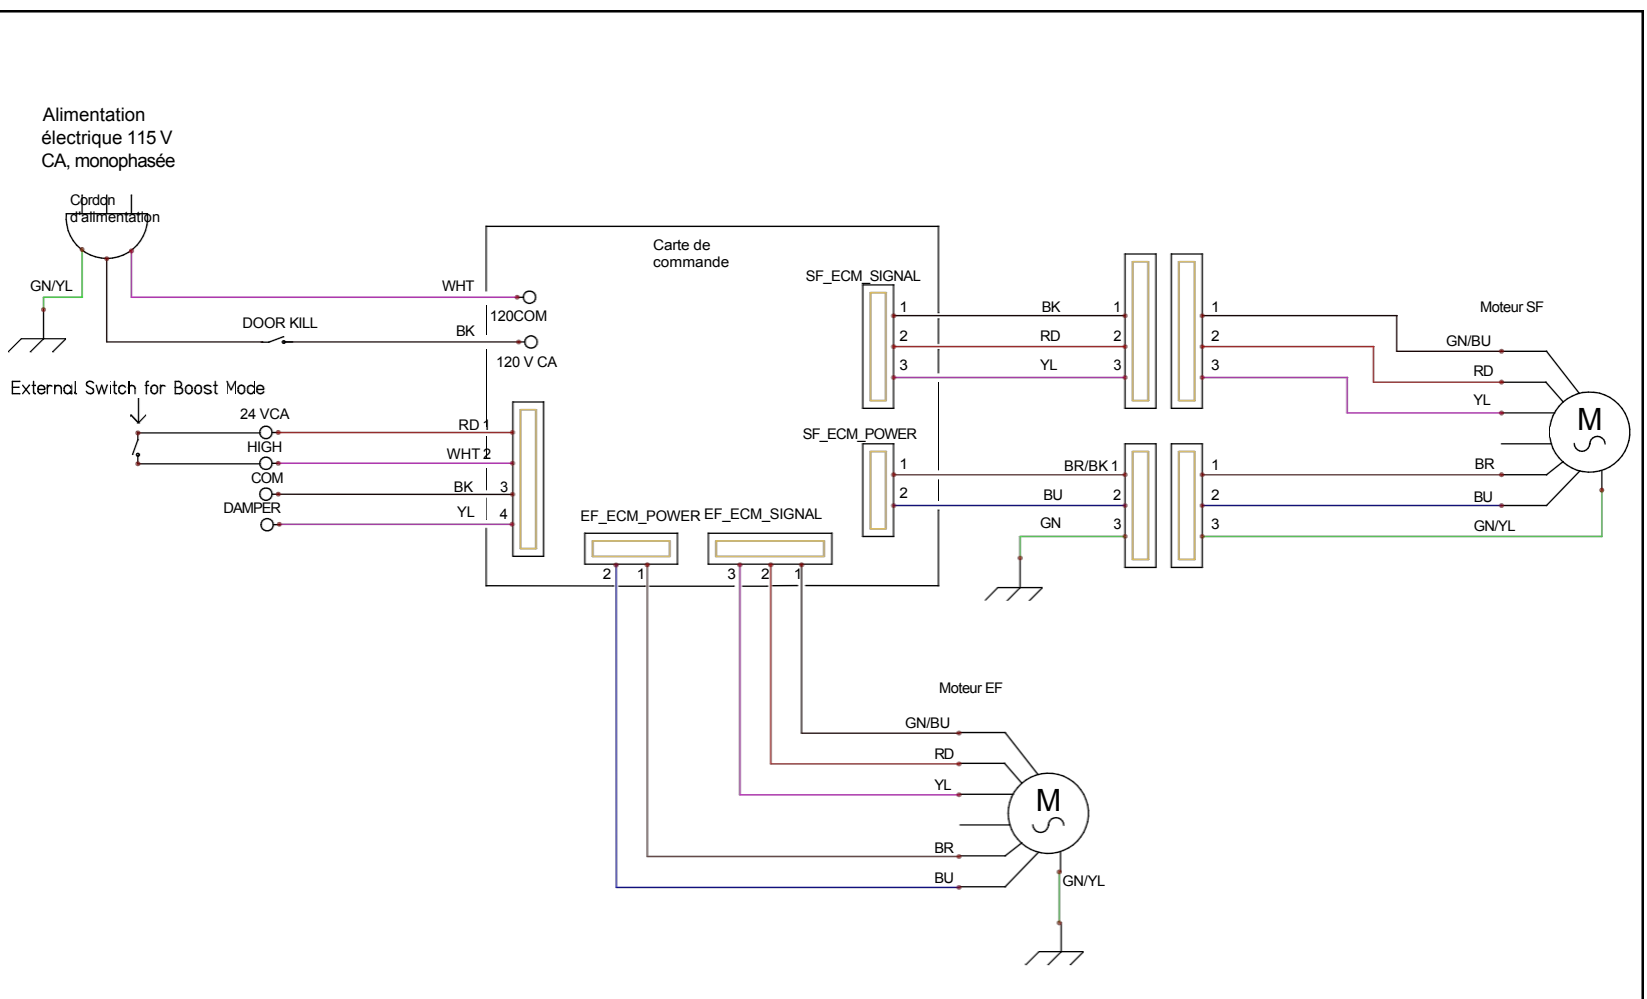 Alimentation
électrique 115 V
CA, monophasée
Cordon
d'alimentation
GN/YL
WHT
120COM
DOOR KILL
BK
120 V CA
Carte de
commande
External Switch for Boost Mode
24 VCA
RD 1
HIGH
WHT 2
COM
BK 3
DAMPER
YL 4
SF_ECM_SIGNAL
1 BK 1
2 RD 2
3 YL 3
1
2
3
Moteur SF
GN/BU
RD
YL
M
SF_ECM_POWER
1 BR/BK 1
2 BU 2
GN 3
1 BR
2 BU
3 GN/YL
EF_ECM_POWER
EF_ECM_SIGNAL
2 1
3 2 1
Moteur EF
GN/BU
RD
YL
M
BR
BU
GN/YL